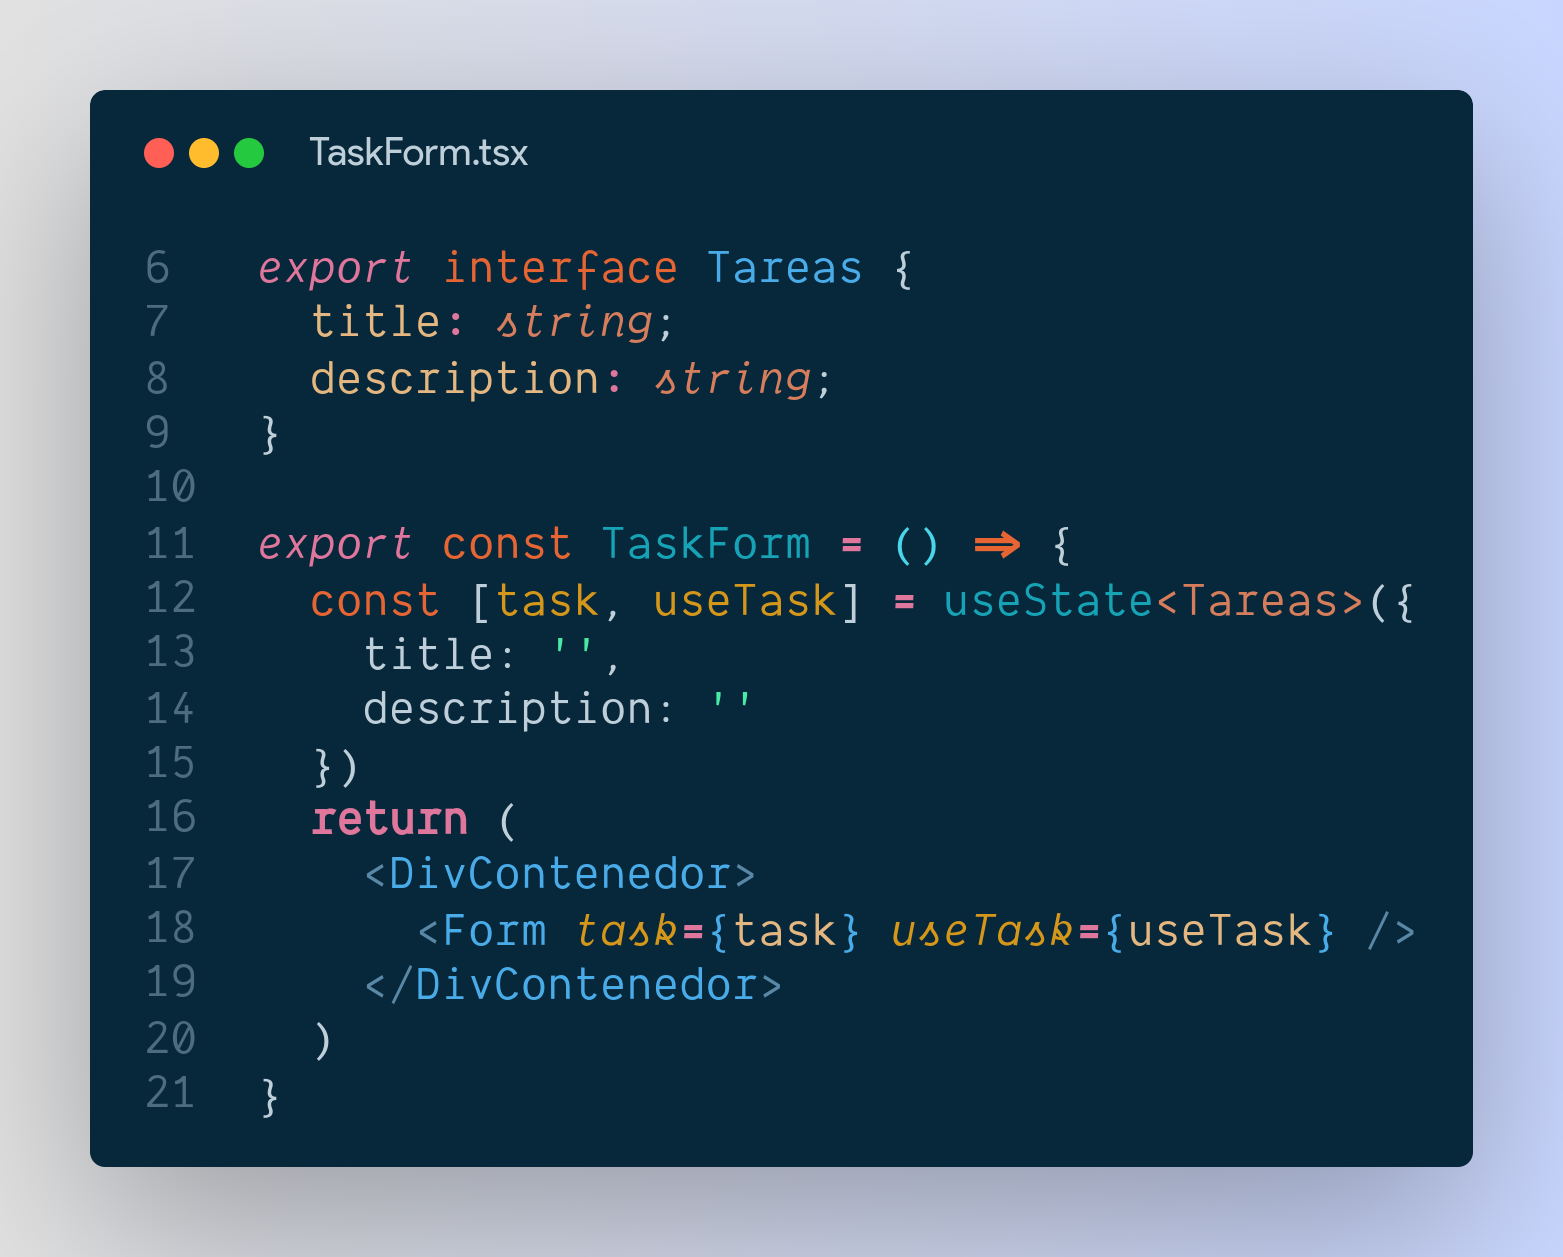 TaskForm.tsx
6 export interface Tareas {
7   title: string;
8   description: string;
9 }
10
11 export const TaskForm = () => {
12   const [task, useTask] = useState<Tareas>({
13     title: '',
14     description: ''
15   })
16   return (
17     <DivContenedor>
18       <Form task={task} useTask={useTask} />
19     </DivContenedor>
20   )
21 }